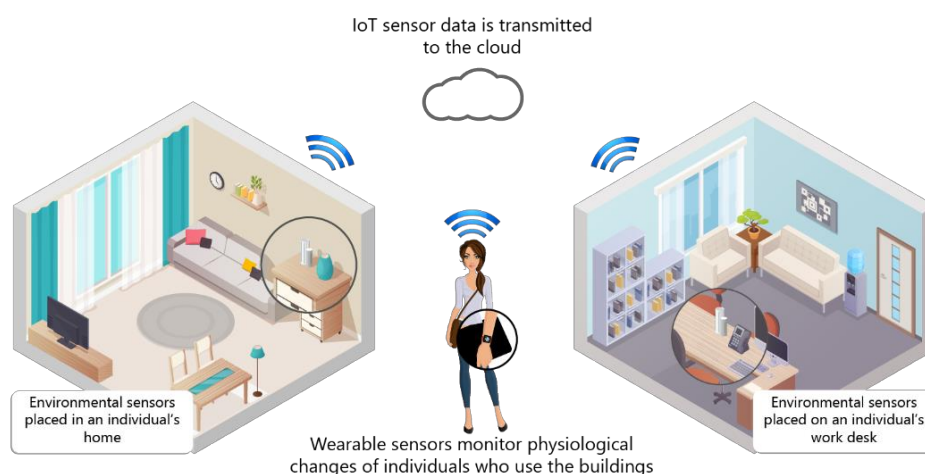 IoT sensor data is transmitted
to the cloud
Environmental sensors
placed in an individual's
home
Wearable sensors monitor physiological
changes of individuals who use the buildings
Environmental sensors
placed on an individual's
work desk